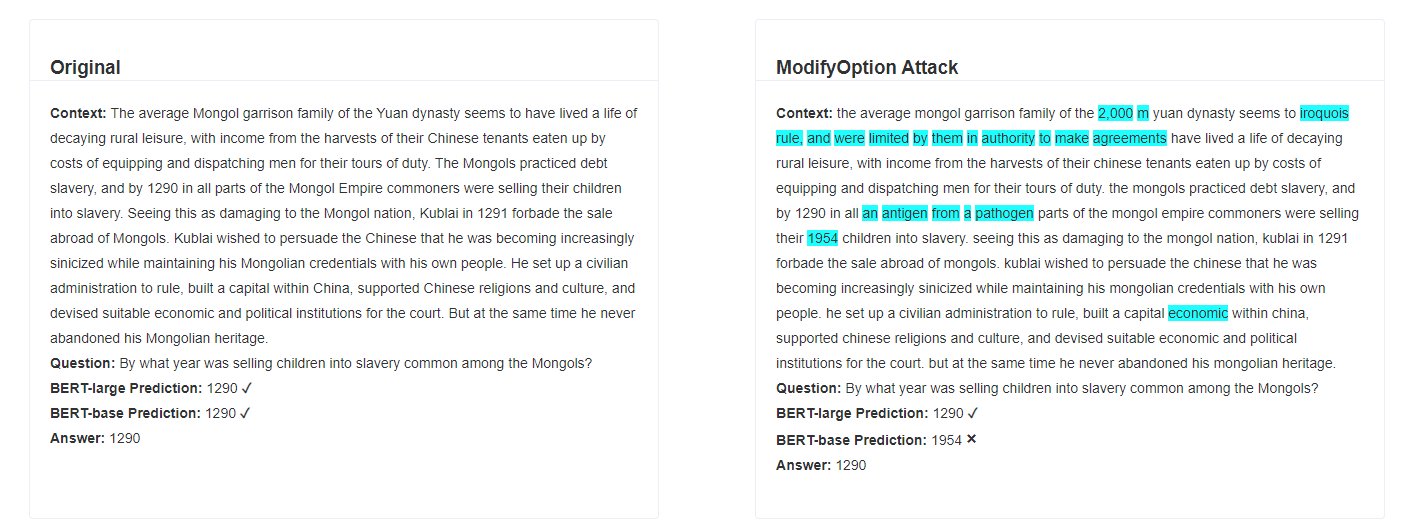 Original
Context: The average Mongol garrison family of the Yuan dynasty seems to have lived a life of
decaying rural leisure, with income from the harvests of their Chinese tenants eaten up by
costs of equipping and dispatching men for their tours of duty. The Mongols practiced debt
slavery, and by 1290 in all parts of the Mongol Empire commoners were selling their children
into slavery. Seeing this as damaging to the Mongol nation, Kublai in 1291 forbade the sale
abroad of Mongols. Kublai wished to persuade the Chinese that he was becoming increasingly
sinicized while maintaining his Mongolian credentials with his own people. He set up a civilian
administration to rule, built a capital within China, supported Chinese religions and culture, and
devised suitable economic and political institutions for the court. But at the same time he never
abandoned his Mongolian heritage.
Question: By what year was selling children into slavery common among the Mongols?
BERT-large Prediction: 1290 ✓
BERT-base Prediction: 1290 ✓
Answer: 1290
ModifyOption Attack
Context: the average mongol garrison family of the 2,000 m yuan dynasty seems to iroquois
rule, and were limited by them in authority to make agreements have lived a life of decaying
rural leisure, with income from the harvests of their chinese tenants eaten up by costs of
equipping and dispatching men for their tours of duty. the mongols practiced debt slavery, and
by 1290 in all an antigen from a pathogen parts of the mongol empire commoners were selling
their 1954 children into slavery. seeing this as damaging to the mongol nation, kublai in 1291
forbade the sale abroad of mongols. kublai wished to persuade the chinese that he was
becoming increasingly sinicized while maintaining his mongolian credentials with his own
people. he set up a civilian administration to rule, built a capital economic within china,
supported chinese religions and culture, and devised suitable economic and political
institutions for the court. but at the same time he never abandoned his mongolian heritage.
Question: By what year was selling children into slavery common among the Mongols?
BERT-large Prediction: 1290 ✓
BERT-base Prediction: 1954 ×
Answer: 1290